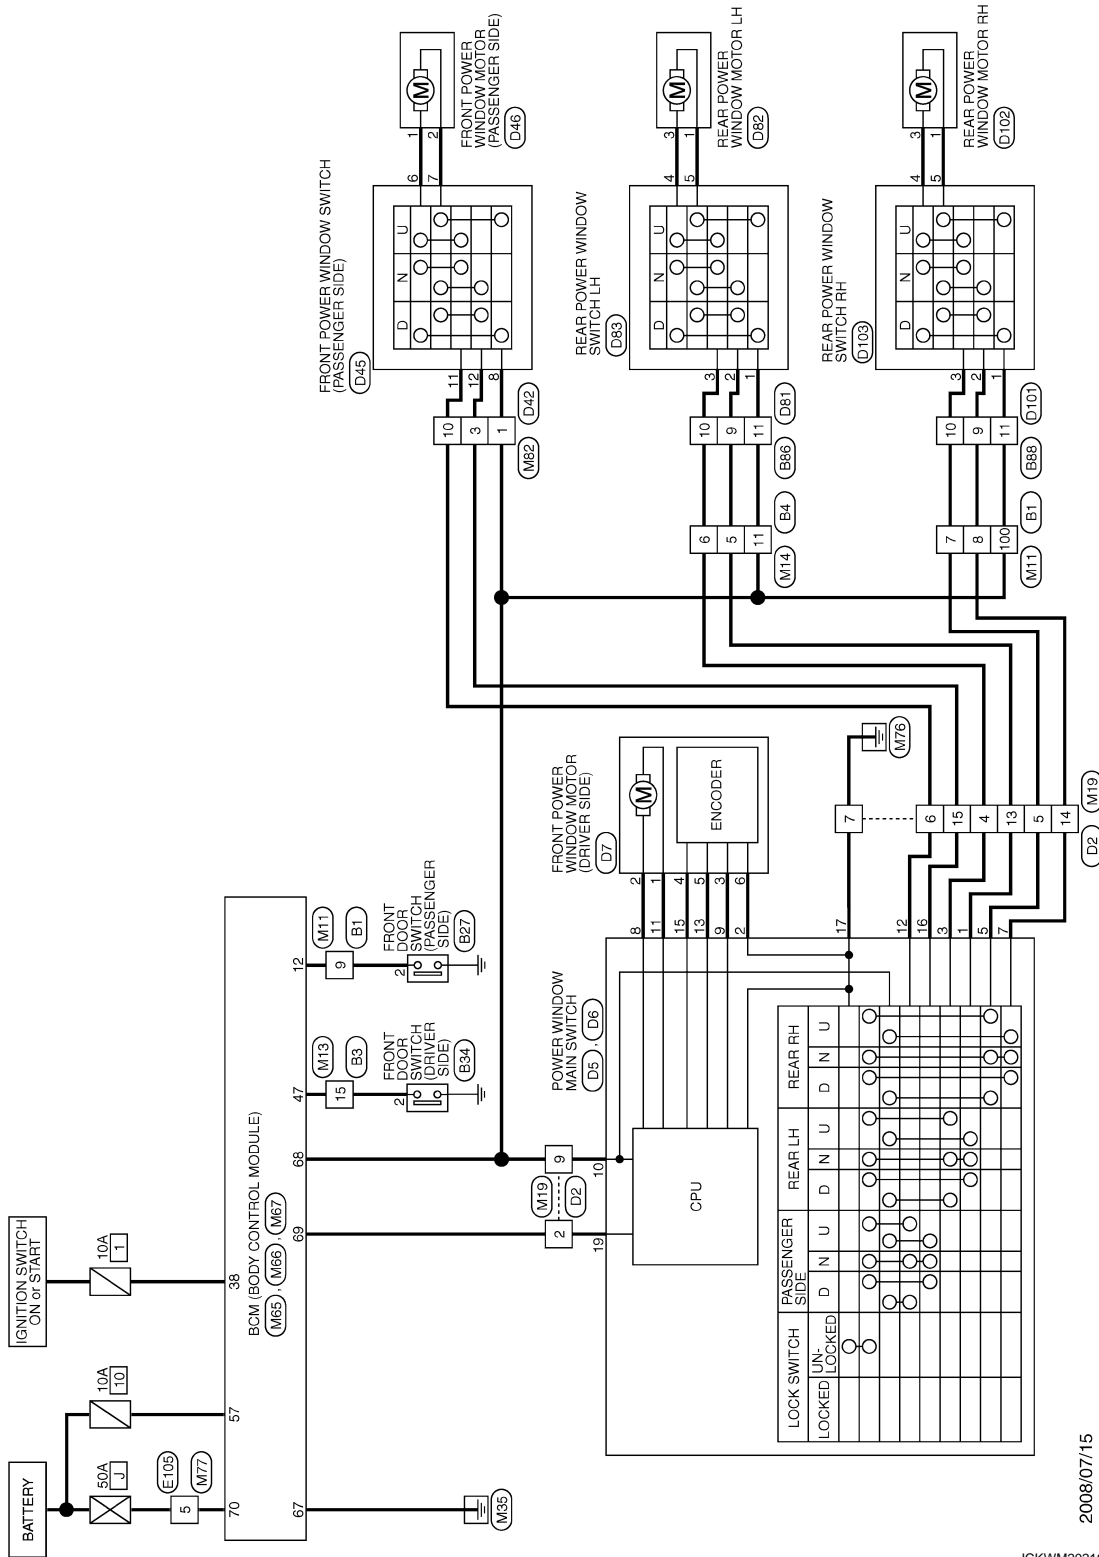 BATTERY
IGNITION SWITCH
ON or START
50A
J
10A
10
10A
1
5
E105
M77
70
57
38
BCM (BODY CONTROL MODULE)
M65 , M66 , M67
67
69
68
47
12
M35
15
M13
B3
2
FRONT
DOOR
SWITCH
(DRIVER
SIDE)
B34
9
M11
B1
2
FRONT
DOOR
SWITCH
(PASSENGER
SIDE)
B27
2
9
M19
D2
19
10
POWER WINDOW
MAIN SWITCH
D5 , D6
CPU
8
11
15
13
9
2
17
12
16
3
1
5
7
LOCK SWITCH
LOCKED
UN-
LOCKED
PASSENGER
SIDE
D
N
U
REAR LH
D
N
U
REAR RH
D
N
U
FRONT POWER
WINDOW MOTOR
(DRIVER SIDE)
D7
2
1
4
5
3
6
M
ENCODER
7
M76
6
15
4
13
5
14
D2
M19
FRONT POWER WINDOW SWITCH
(PASSENGER SIDE)
D45
10
3
1
M82
D42
11
12
8
D
N
U
6
7
1
2
M
FRONT POWER
WINDOW MOTOR
(PASSENGER SIDE)
D46
REAR POWER WINDOW
SWITCH LH
D83
6
5
11
M14
B4
10
9
11
B86
D81
3
2
1
D
N
U
4
5
3
1
M
REAR POWER
WINDOW MOTOR LH
D82
REAR POWER WINDOW
SWITCH RH
D103
7
8
100
M11
B1
10
9
11
B88
D101
3
2
1
D
N
U
4
5
3
1
M
REAR POWER
WINDOW MOTOR RH
D102
2008/07/15